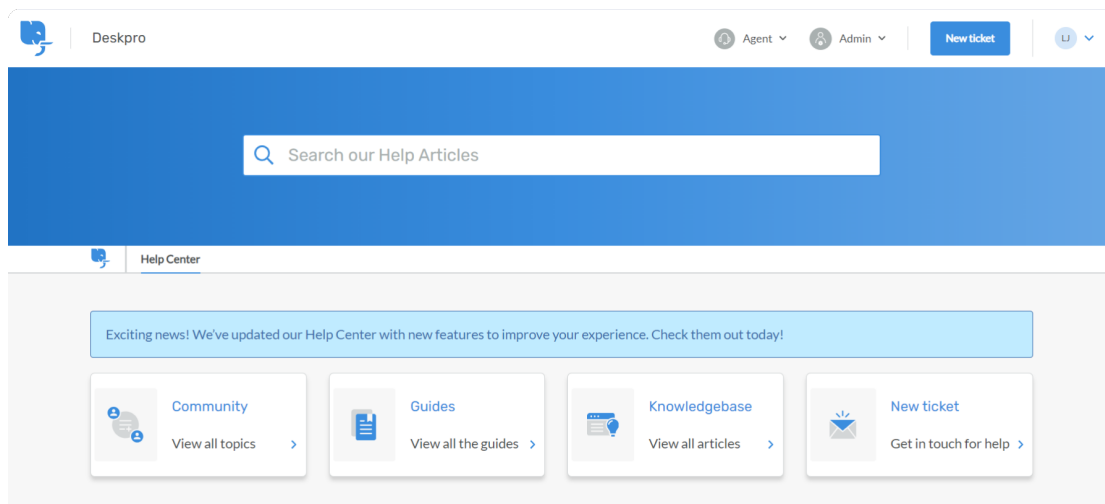 Deskpro
Agent
Admin
New ticket
LJ
Search our Help Articles
Help Center
Exciting news! We've updated our Help Center with new features to improve your experience. Check them out today!
Community
View all topics
Guides
View all the guides
Knowledgebase
View all articles
New ticket
Get in touch for help